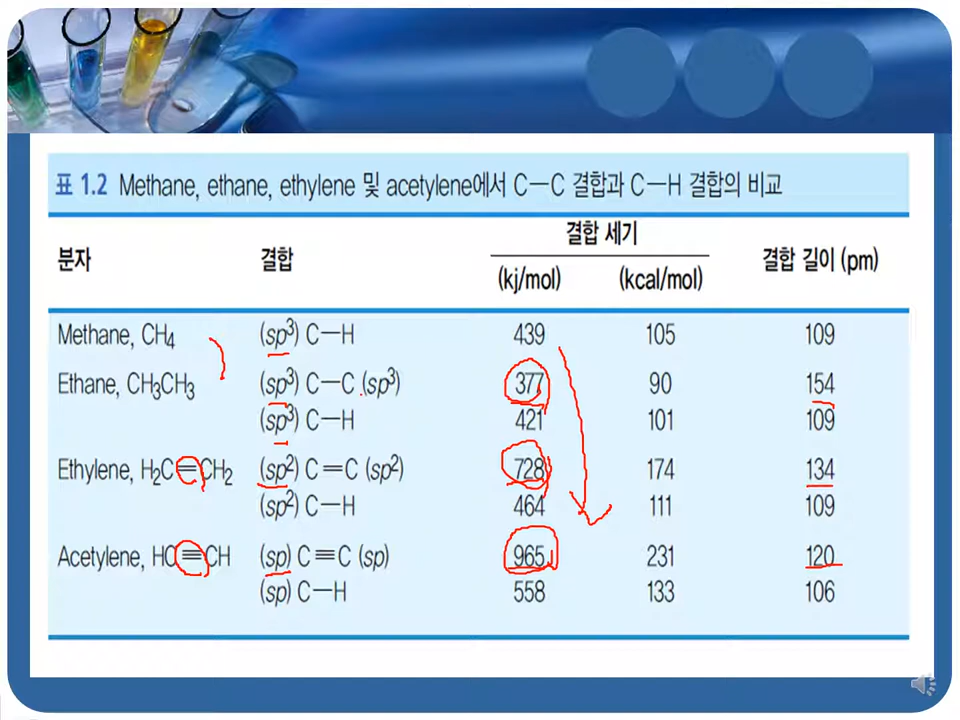 표 1.2 Methane, ethane, ethylene 및 acetylene에서 C—C 결합과 C—H 결합의 비교
결합 세기
분자 결합 (kj/mol) (kcal/mol) 결합 길이 (pm)
Methane, CH₄ (sp³) C—H 439 105 109
Ethane, CH₃CH₃ (sp³) C—C (sp³) 377 90 154
(sp³) C—H 421 101 109
Ethylene, H₂C=CH₂ (sp²) C=C (sp²) 728 174 134
(sp²) C—H 464 111 109
Acetylene, HC≡CH (sp) C≡C (sp) 965 231 120
(sp) C—H 558 133 106